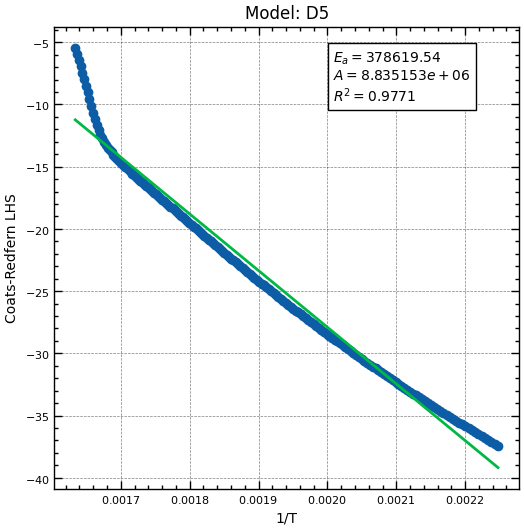 Model: D5
E_a = 378619.54
A = 8.835153e + 06
R² = 0.9771
Coats-Redfern LHS
−5
−10
−15
−20
−25
−30
−35
−40
0.0017 0.0018 0.0019 0.0020 0.0021 0.0022
1/T